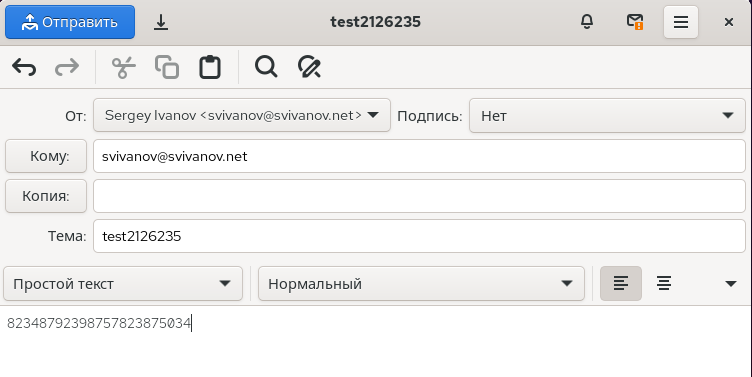 Отправить
test2126235
От:
Sergey Ivanov <svivanov@svivanov.net>
Подпись:
Нет
Кому:
svivanov@svivanov.net
Копия:
Тема:
test2126235
Простой текст
Нормальный
82348792398757823875034